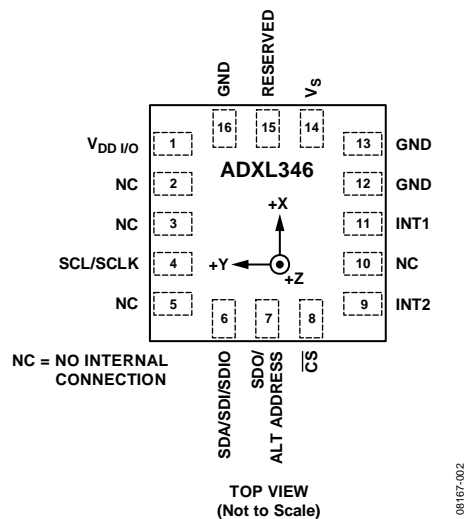 GND
RESERVED
VS
16
15
14
VDD I/O
1
13
GND
ADXL346
NC
2
12
GND
NC
3
+X
11
INT1
SCL/SCLK
4
+Y
+Z
10
NC
NC
5
9
INT2
6
7
8
NC = NO INTERNAL
CONNECTION
SDA/SDI/SDIO
SDO/
ALT ADDRESS
CS
TOP VIEW
(Not to Scale)
08167-002